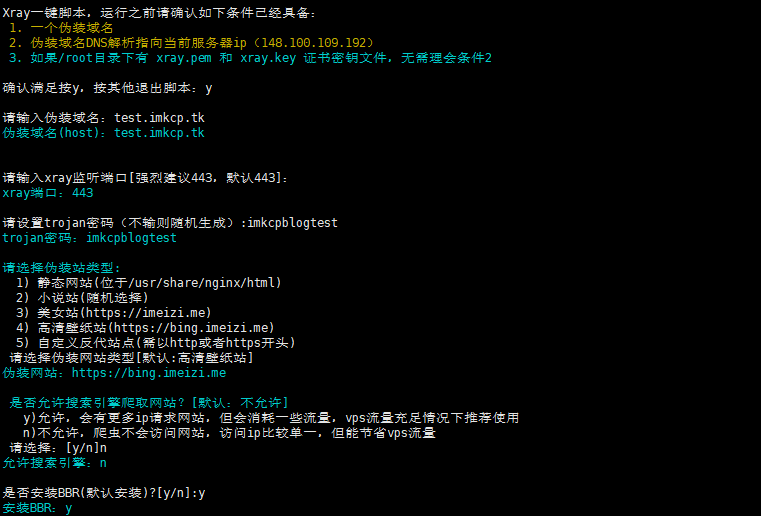 Xray一键脚本，运行之前请确认如下条件已经具备：
1. 一个伪装域名
2. 伪装域名DNS解析指向当前服务器ip（148.100.109.192）
3. 如果/root目录下有 xray.pem 和 xray.key 证书密钥文件，无需理会条件2
确认满足按y，按其他退出脚本：y
请输入伪装域名：test.imkcp.tk
伪装域名(host)：test.imkcp.tk
请输入xray监听端口[强烈建议443，默认443]：
xray端口：443
请设置trojan密码（不输则随机生成）:imkcpblogtest
trojan密码：imkcpblogtest
请选择伪装站类型：
1) 静态网站(位于/usr/share/nginx/html)
2) 小说站(随机选择)
3) 美女站(https://imeizi.me)
4) 高清壁纸站(https://bing.imeizi.me)
5) 自定义反代站点(需以http或者https开头)
请选择伪装网站类型[默认:高清壁纸站]
伪装网站：https://bing.imeizi.me
是否允许搜索引擎爬取网站？[默认：不允许]
y)允许，会有更多ip请求网站，但会消耗一些流量，vps流量充足情况下推荐使用
n)不允许，爬虫不会访问网站，访问ip比较单一，但能节省vps流量
请选择：[y/n]n
允许搜索引擎：n
是否安装BBR(默认安装)?[y/n]:y
安装BBR：y